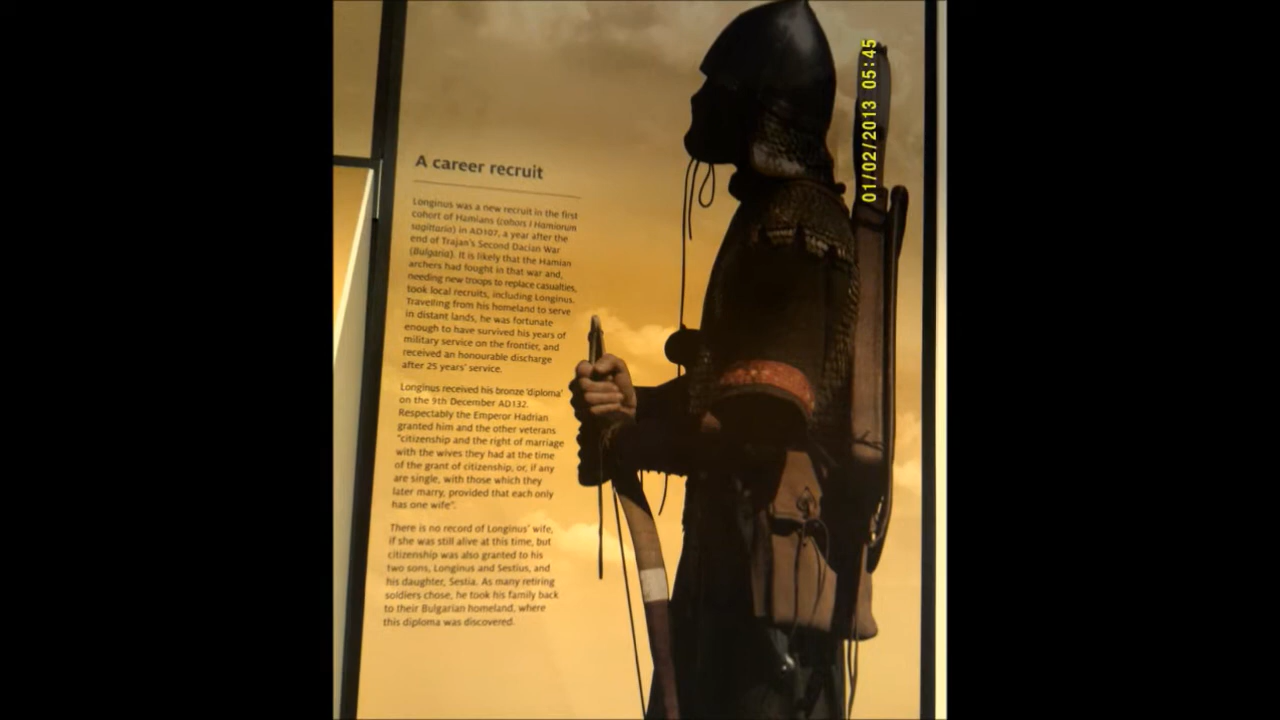 A career recruit
Longinus was a new recruit in the first
cohort of Hamians (cohors I Hamiorum
sagittaria) in AD107, a year after the
end of Trajan's Second Dacian War
(Bulgaria). It is likely that the Hamian
archers had fought in that war and,
needing new troops to replace casualties,
took local recruits, including Longinus.
Travelling from his homeland to serve
in distant lands, he was fortunate
enough to have survived his years of
military service on the frontier, and
received an honourable discharge
after 25 years' service.
Longinus received his bronze 'diploma'
on the 9th December AD132.
Respectably the Emperor Hadrian
granted him and the other veterans
"citizenship and the right of marriage
with the wives they had at the time
of the grant of citizenship, or, if any
are single, with those which they
later marry, provided that each only
has one wife".
There is no record of Longinus' wife,
if she was still alive at this time, but
citizenship was also granted to his
two sons, Longinus and Sestius, and
his daughter, Sestia. As many retiring
soldiers chose, he took his family back
to their Bulgarian homeland, where
this diploma was discovered.
01/02/2013 05:45